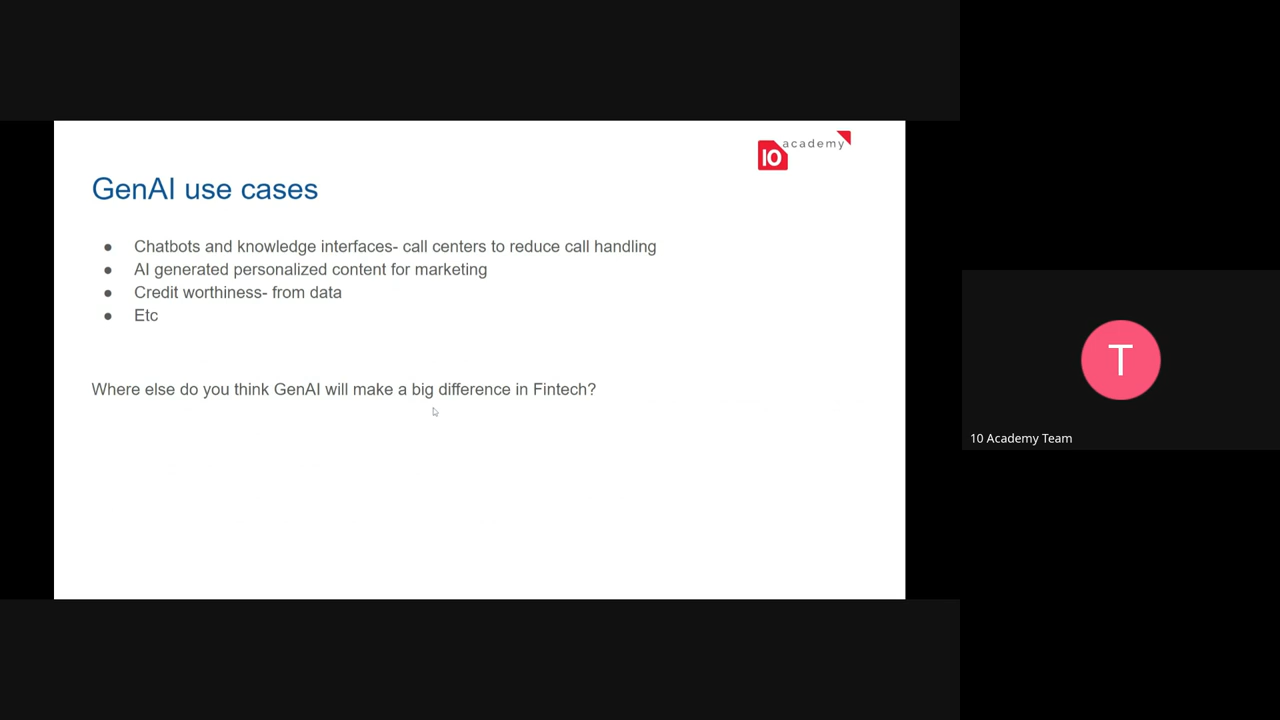 10 academy
GenAI use cases
● Chatbots and knowledge interfaces- call centers to reduce call handling
● AI generated personalized content for marketing
● Credit worthiness- from data
● Etc
Where else do you think GenAI will make a big difference in Fintech?
T
10 Academy Team